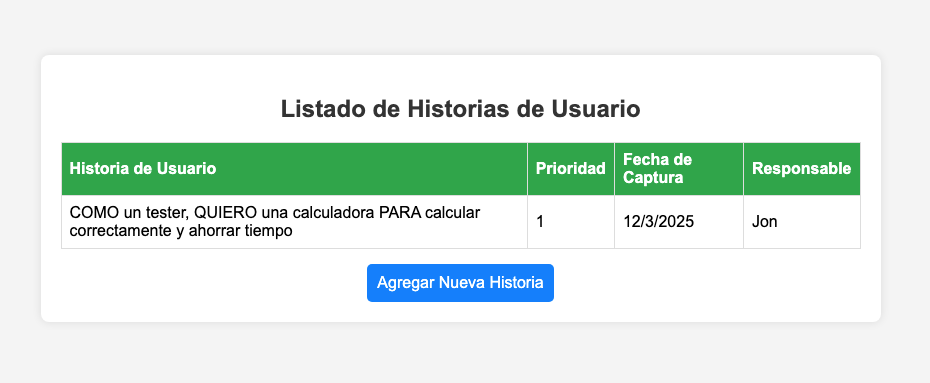 Listado de Historias de Usuario
Historia de Usuario Prioridad Fecha de Captura Responsable
COMO un tester, QUIERO una calculadora PARA calcular correctamente y ahorrar tiempo 1 12/3/2025 Jon
Agregar Nueva Historia